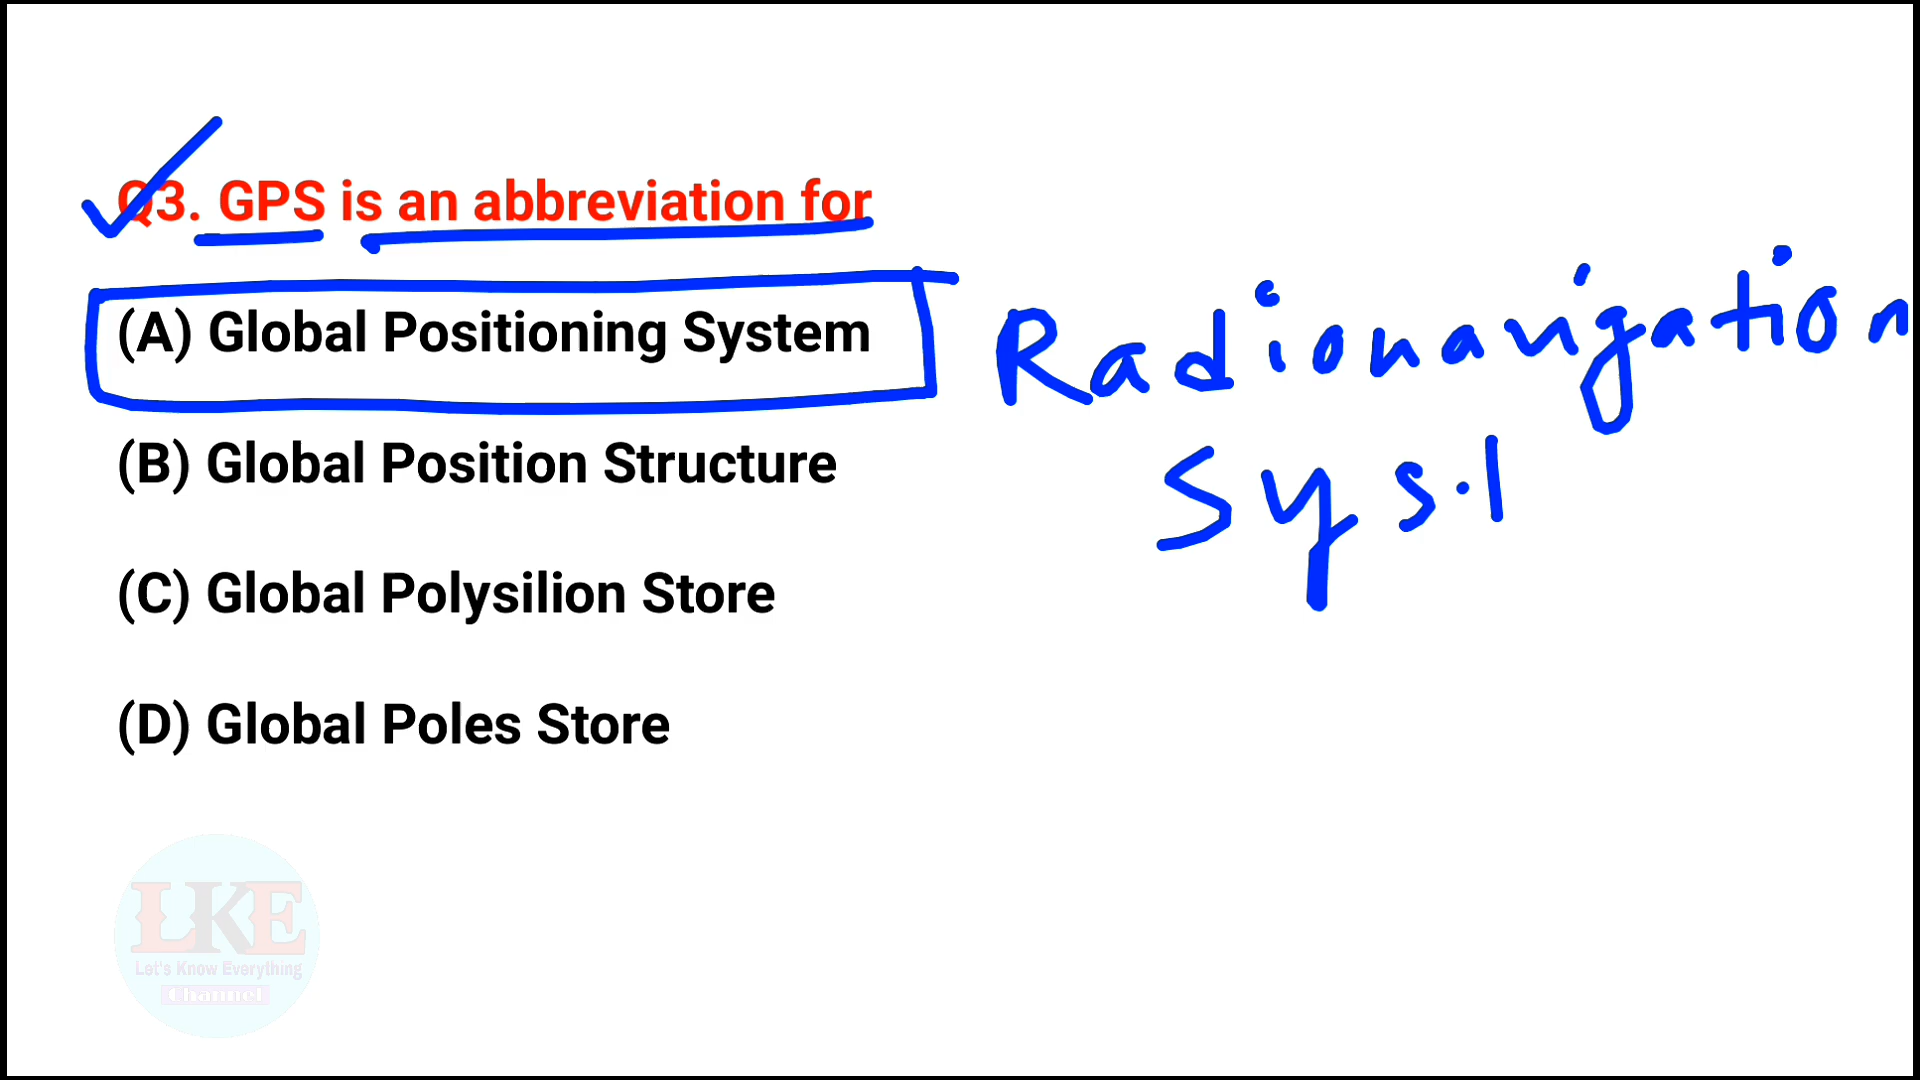 Q3. GPS is an abbreviation for
(A) Global Positioning System
Radionavigation
Sys.
(B) Global Position Structure
(C) Global Polysilion Store
(D) Global Poles Store
LKE
Let's Know Everything
Channel